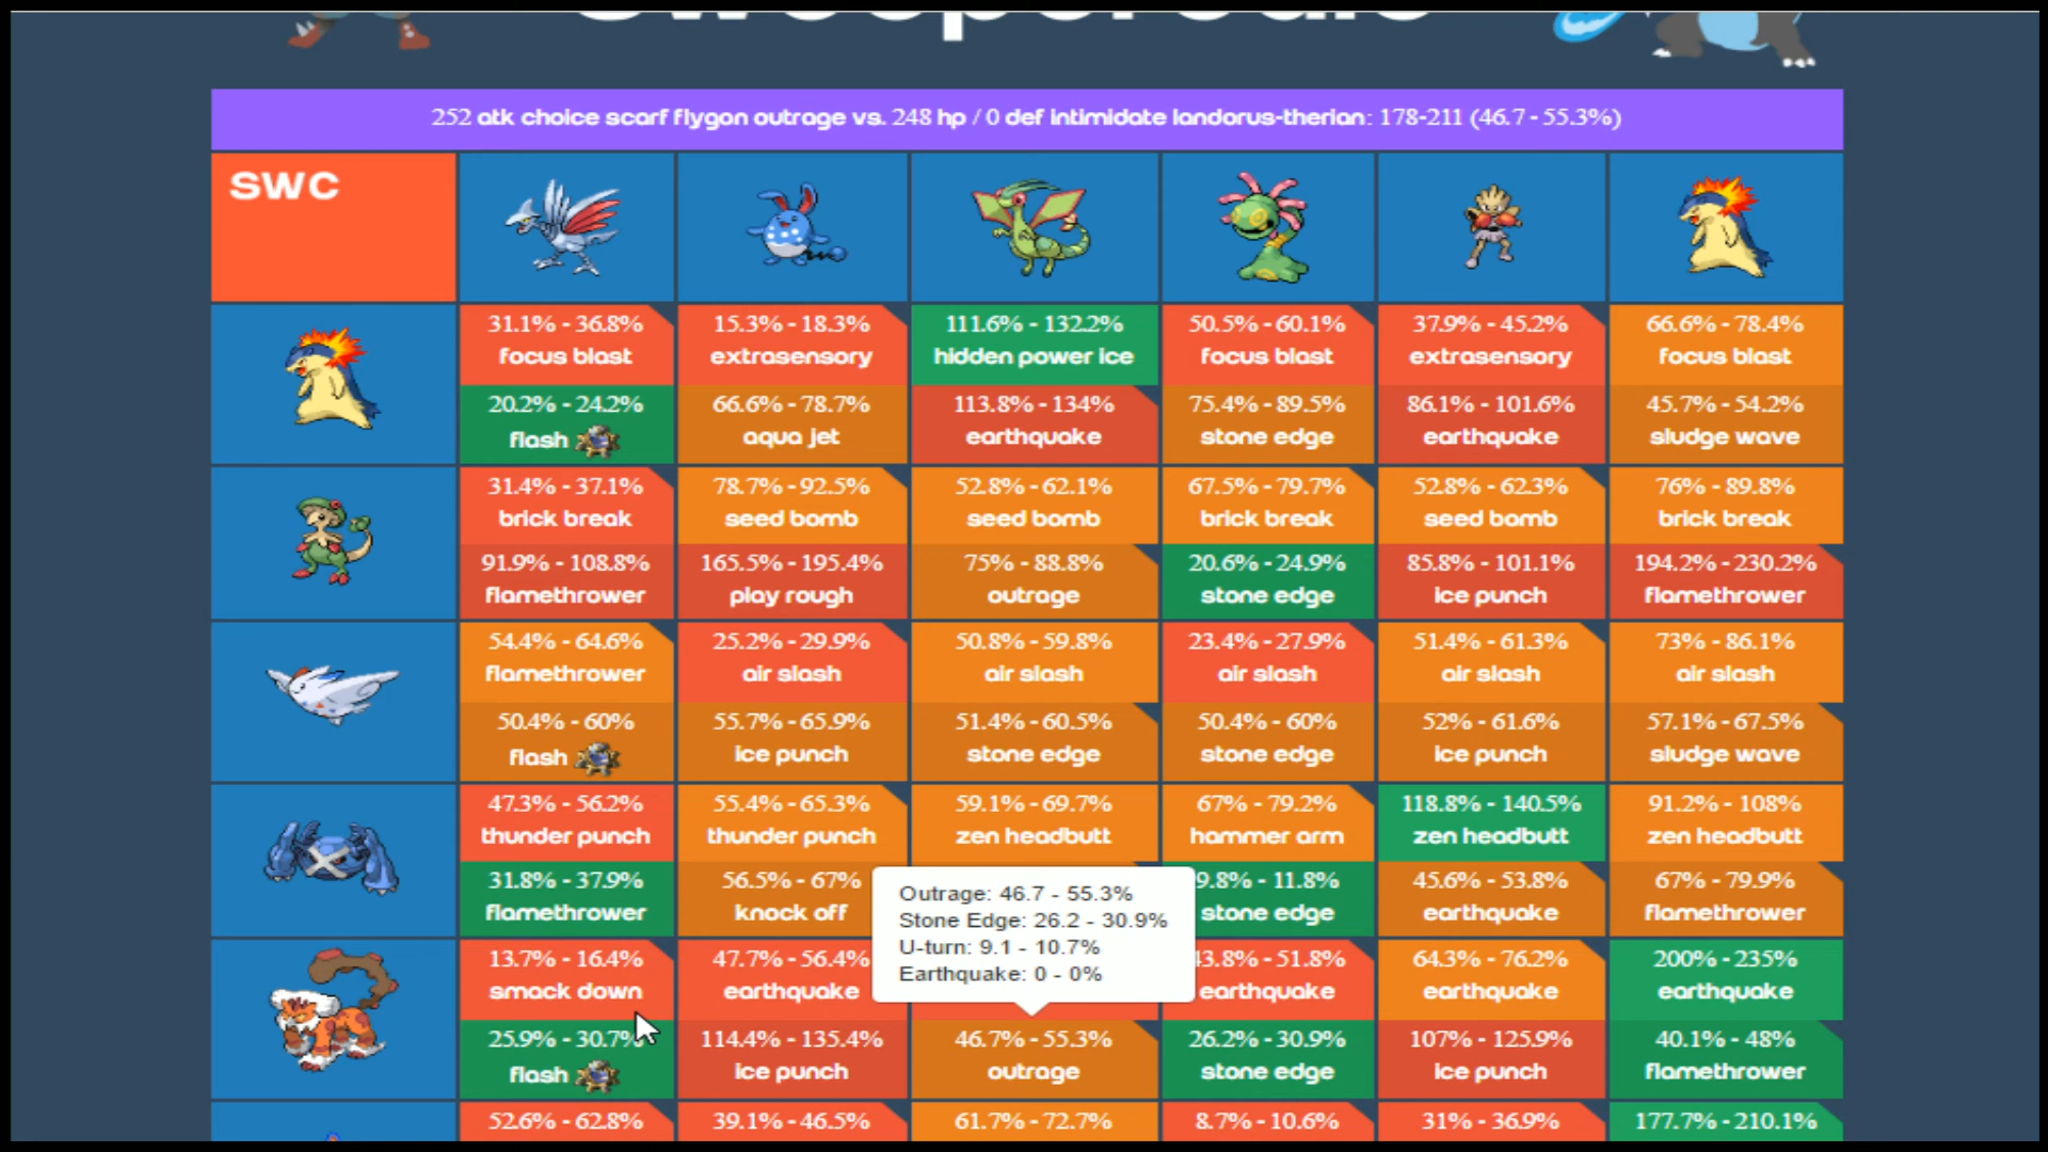 252 atk choice scarf flygon outrage vs. 248 hp / 0 def intimidate landorus-therian: 178-211 (46.7 - 55.3%)
SWC
31.1% - 36.8%
focus blast
15.3% - 18.3%
extrasensory
111.6% - 132.2%
hidden power ice
50.5% - 60.1%
focus blast
37.9% - 45.2%
extrasensory
66.6% - 78.4%
focus blast
20.2% - 24.2%
flash
66.6% - 78.7%
aqua jet
113.8% - 134%
earthquake
75.4% - 89.5%
stone edge
86.1% - 101.6%
earthquake
45.7% - 54.2%
sludge wave
31.4% - 37.1%
brick break
78.7% - 92.5%
seed bomb
52.8% - 62.1%
seed bomb
67.5% - 79.7%
brick break
52.8% - 62.3%
seed bomb
76% - 89.8%
brick break
91.9% - 108.8%
flamethrower
165.5% - 195.4%
play rough
75% - 88.8%
outrage
20.6% - 24.9%
stone edge
85.8% - 101.1%
ice punch
194.2% - 230.2%
flamethrower
54.4% - 64.6%
flamethrower
25.2% - 29.9%
air slash
50.8% - 59.8%
air slash
23.4% - 27.9%
air slash
51.4% - 61.3%
air slash
73% - 86.1%
air slash
50.4% - 60%
flash
55.7% - 65.9%
ice punch
51.4% - 60.5%
stone edge
50.4% - 60%
stone edge
52% - 61.6%
ice punch
57.1% - 67.5%
sludge wave
47.3% - 56.2%
thunder punch
55.4% - 65.3%
thunder punch
59.1% - 69.7%
zen headbutt
67% - 79.2%
hammer arm
118.8% - 140.5%
zen headbutt
91.2% - 108%
zen headbutt
31.8% - 37.9%
flamethrower
56.5% - 67%
knock off
9.8% - 11.8%
stone edge
45.6% - 53.8%
earthquake
67% - 79.9%
flamethrower
Outrage: 46.7 - 55.3%
Stone Edge: 26.2 - 30.9%
U-turn: 9.1 - 10.7%
Earthquake: 0 - 0%
13.7% - 16.4%
smack down
47.7% - 56.4%
earthquake
43.8% - 51.8%
earthquake
64.3% - 76.2%
earthquake
200% - 235%
earthquake
25.9% - 30.7%
flash
114.4% - 135.4%
ice punch
46.7% - 55.3%
outrage
26.2% - 30.9%
stone edge
107% - 125.9%
ice punch
40.1% - 48%
flamethrower
52.6% - 62.8%
39.1% - 46.5%
61.7% - 72.7%
8.7% - 10.6%
31% - 36.9%
177.7% - 210.1%